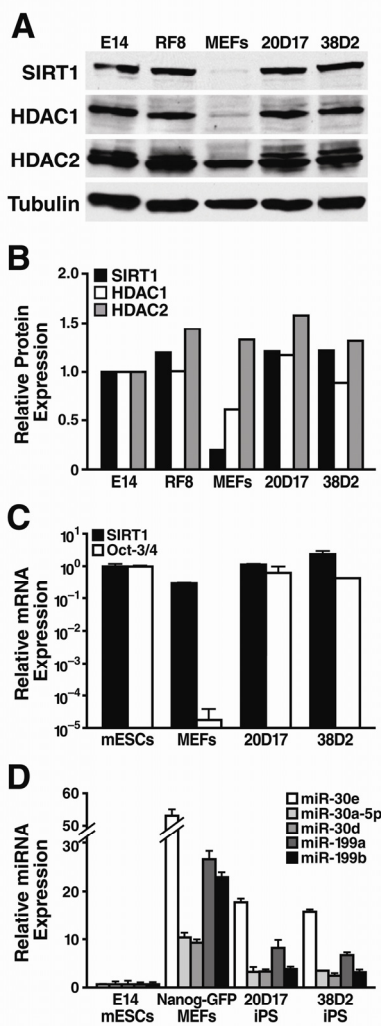 A
E14 RF8 MEFs 20D17 38D2
SIRT1
HDAC1
HDAC2
Tubulin
B
Relative Protein
Expression
2.0
1.5
1.0
0.5
0
SIRT1
HDAC1
HDAC2
E14 RF8 MEFs 20D17 38D2
C
Relative mRNA
Expression
10¹
10⁰
10⁻¹
10⁻²
10⁻³
10⁻⁴
10⁻⁵
SIRT1
Oct-3/4
mESCs MEFs 20D17 38D2
D
Relative miRNA
Expression
60
50
30
20
10
0
miR-30e
miR-30a-5p
miR-30d
miR-199a
miR-199b
E14 Nanog-GFP 20D17 38D2
mESCs MEFs iPS iPS